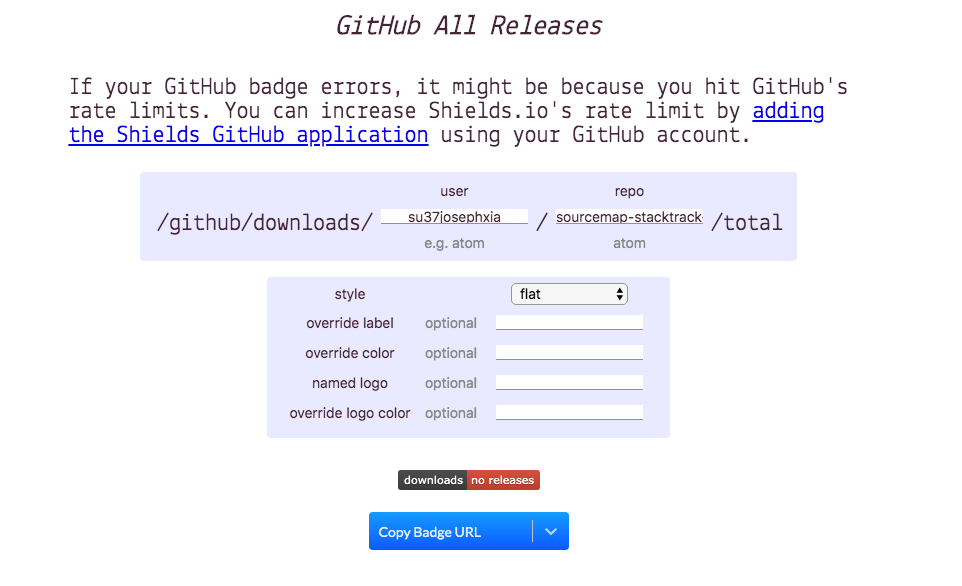 GitHub All Releases
If your GitHub badge errors, it might be because you hit GitHub's
rate limits. You can increase Shields.io's rate limit by adding
the Shields GitHub application using your GitHub account.
user repo
/github/downloads/ su37josephxia / sourcemap-stacktrack- /total
e.g. atom atom
style flat
override label optional
override color optional
named logo optional
override logo color optional
downloads no releases
Copy Badge URL